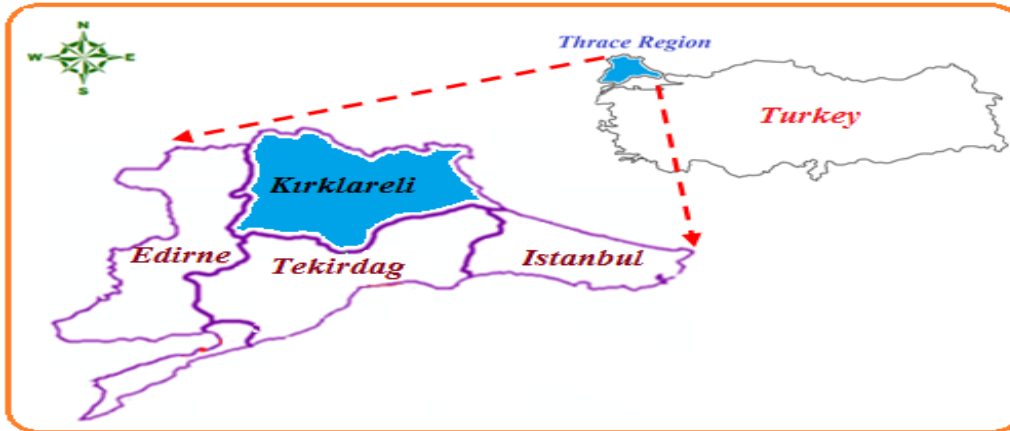 N
W E
S
Thrace Region
Turkey
Kırklareli
Edirne
Tekirdag
Istanbul